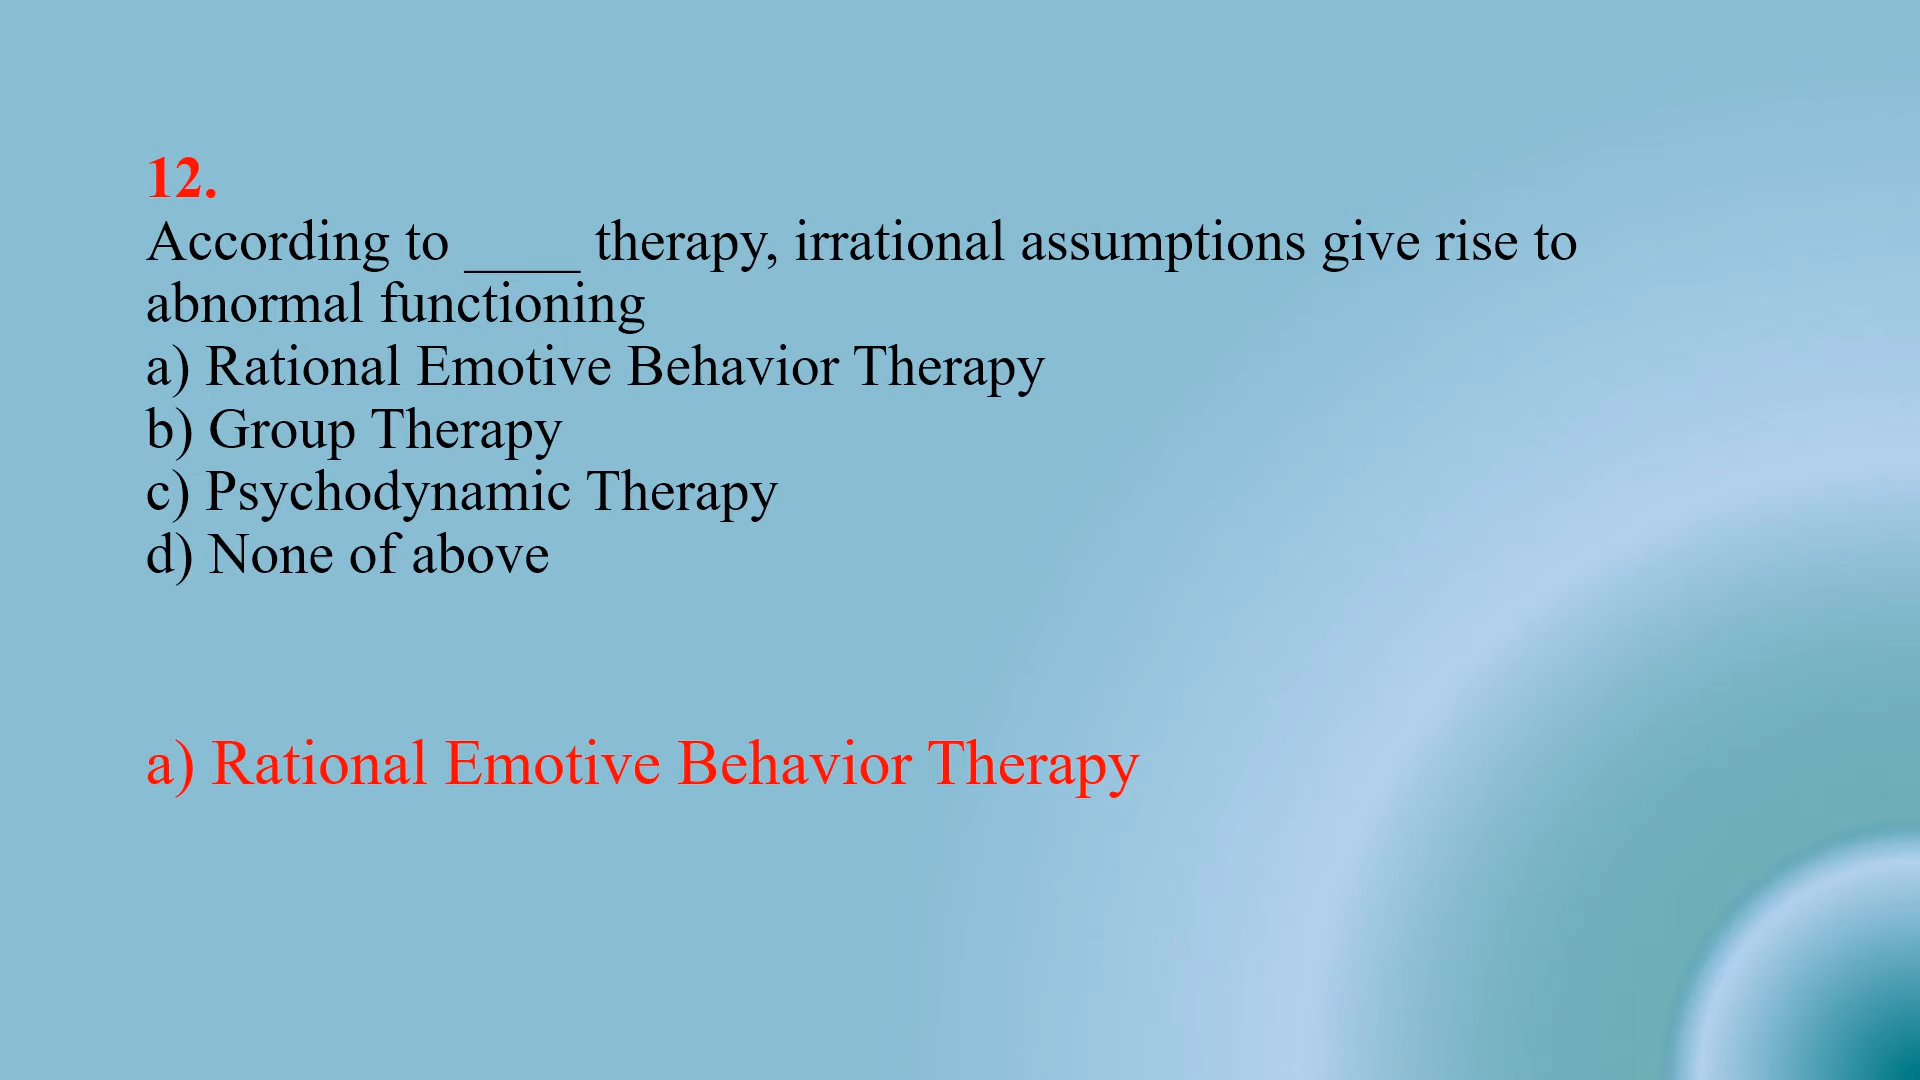 12.
According to ____ therapy, irrational assumptions give rise to
abnormal functioning
a) Rational Emotive Behavior Therapy
b) Group Therapy
c) Psychodynamic Therapy
d) None of above
a) Rational Emotive Behavior Therapy